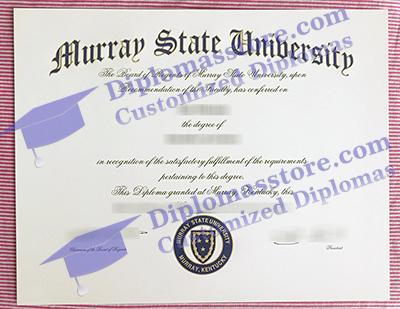 Murray State University
The Board of Regents of Murray State University, upon
Recommendation of the Faculty, has conferred on
the degree of
in recognition of the satisfactory fulfillment of the requirements
pertaining to this degree.
This Diploma granted at Murray, Kentucky, this
MURRAY STATE UNIVERSITY
MURRAY, KENTUCKY
Chairman of the Board of Regents
President
Diplomasstore.com
Customized Diplomas
Diplomasstore.com
Customized Diplomas